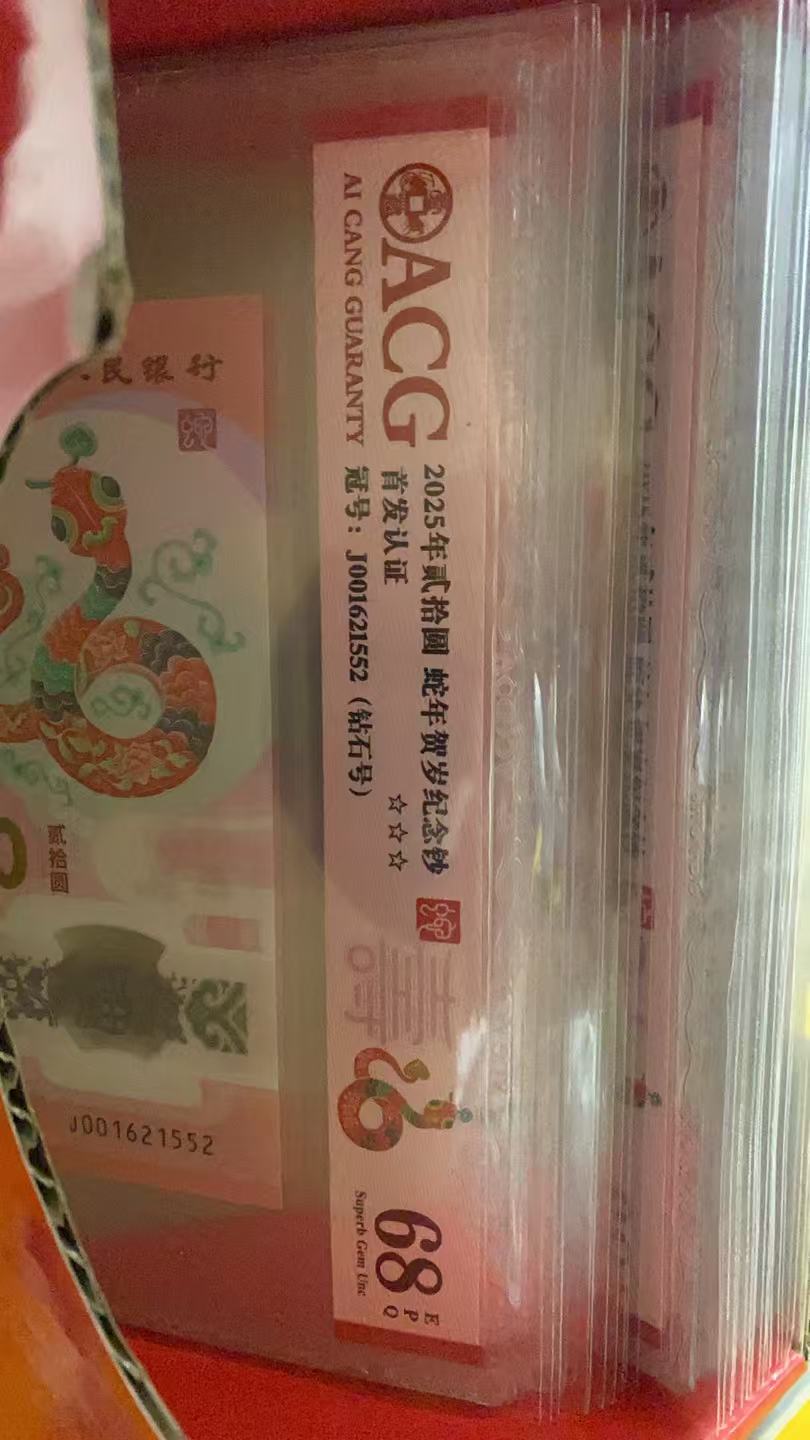 ACG
AI CANG GUARANTY
2025年贰拾圆 蛇年贺岁纪念钞
首发认证 ☆☆☆
冠号：J001621552（钻石号）
68
EPQ
Superb Gem Unc
民银行
贰拾圆
J001621552